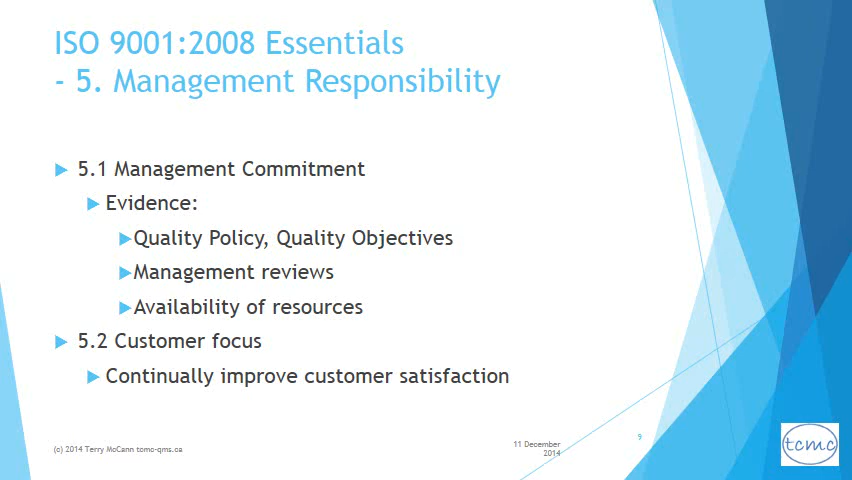 ISO 9001:2008 Essentials
- 5. Management Responsibility
5.1 Management Commitment
Evidence:
Quality Policy, Quality Objectives
Management reviews
Availability of resources
5.2 Customer focus
Continually improve customer satisfaction
(c) 2014 Terry McCann tcmc-qms.ca
11 December
2014
9
tcmc